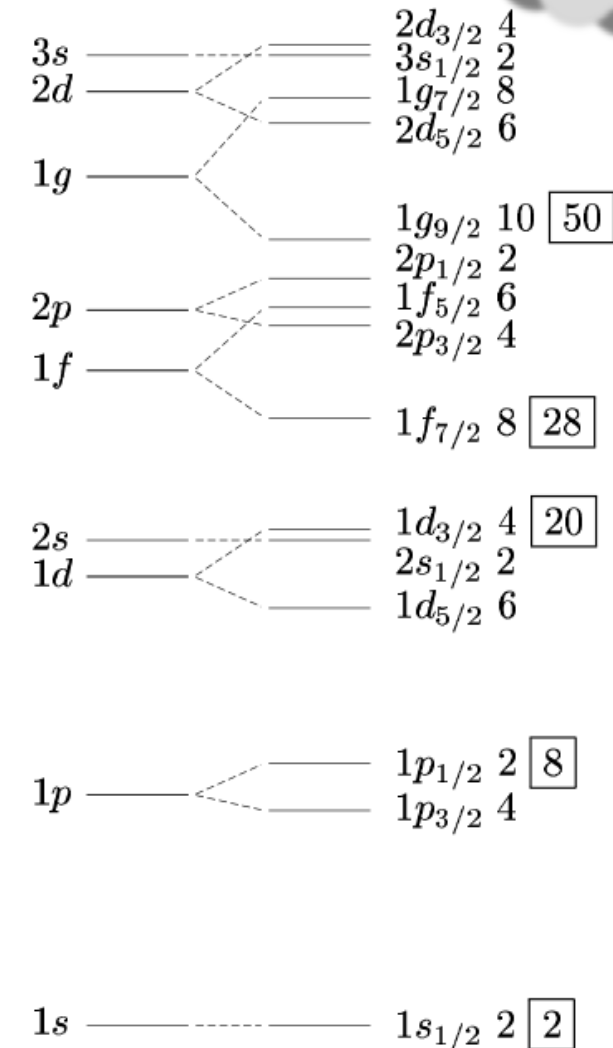 3s
2d
1g
2p
1f
2s
1d
1p
1s
2d3/2 4
3s1/2 2
1g7/2 8
2d5/2 6
1g9/2 10 50
2p1/2 2
1f5/2 6
2p3/2 4
1f7/2 8 28
1d3/2 4 20
2s1/2 2
1d5/2 6
1p1/2 2 8
1p3/2 4
1s1/2 2 2